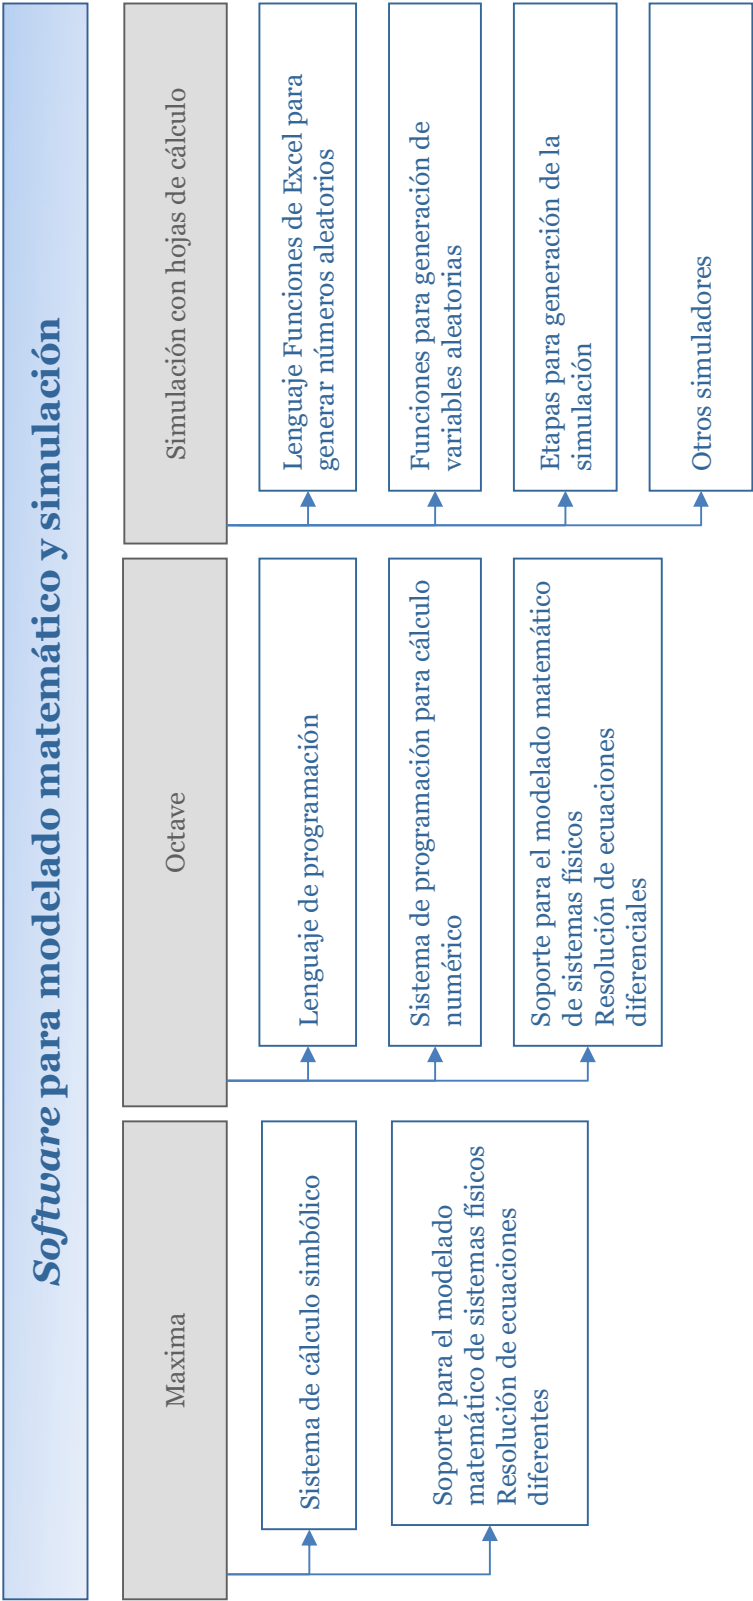 Software para modelado matemático y simulación
Maxima
Sistema de cálculo simbólico
Soporte para el modelado
matemático de sistemas físicos
Resolución de ecuaciones
diferentes
Octave
Lenguaje de programación
Sistema de programación para cálculo
numérico
Soporte para el modelado matemático
de sistemas físicos
Resolución de ecuaciones
diferenciales
Simulación con hojas de cálculo
Lenguaje Funciones de Excel para
generar números aleatorios
Funciones para generación de
variables aleatorias
Etapas para generación de la
simulación
Otros simuladores